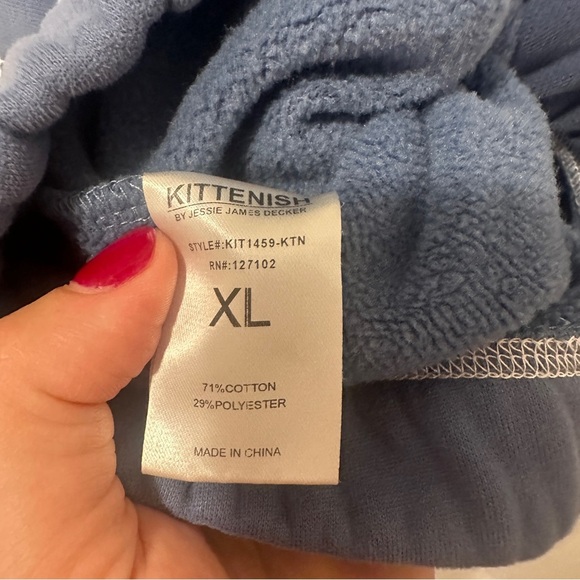 KITTENISH
BY JESSIE JAMES DECKER
STYLE#:KIT1459-KTN
RN#:127102
XL
71%COTTON
29%POLYESTER
MADE IN CHINA